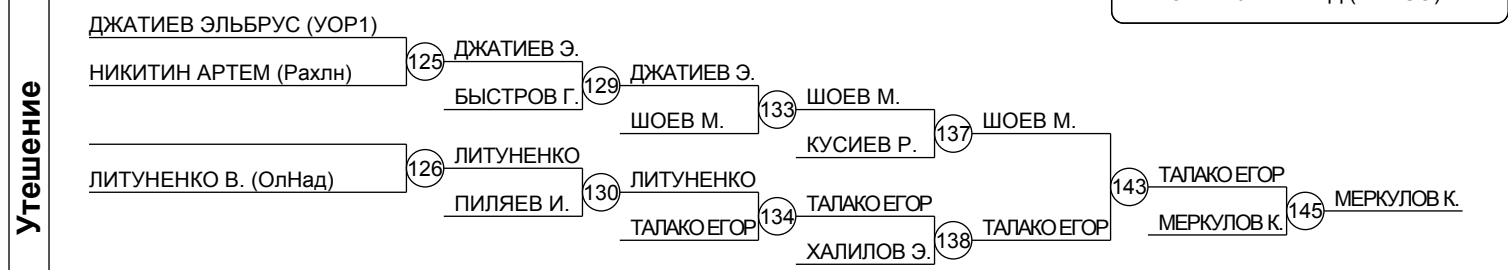 ДЖАТИЕВ ЭЛЬБРУС (УОР1)
НИКИТИН АРТЕМ (Рахлн)
125
ДЖАТИЕВ Э.
БЫСТРОВ Г.
129
ДЖАТИЕВ Э.
ШОЕВ М.
133
ШОЕВ М.
КУСИЕВ Р.
137
ШОЕВ М.
Утешение
ЛИТУНЕНКО В. (ОлНад)
126
ЛИТУНЕНКО
ПИЛЯЕВ И.
130
ЛИТУНЕНКО
ТАЛАКО ЕГОР
134
ТАЛАКО ЕГОР
ХАЛИЛОВ Э.
138
ТАЛАКО ЕГОР
143
ТАЛАКО ЕГОР
МЕРКУЛОВ К.
145
МЕРКУЛОВ К.